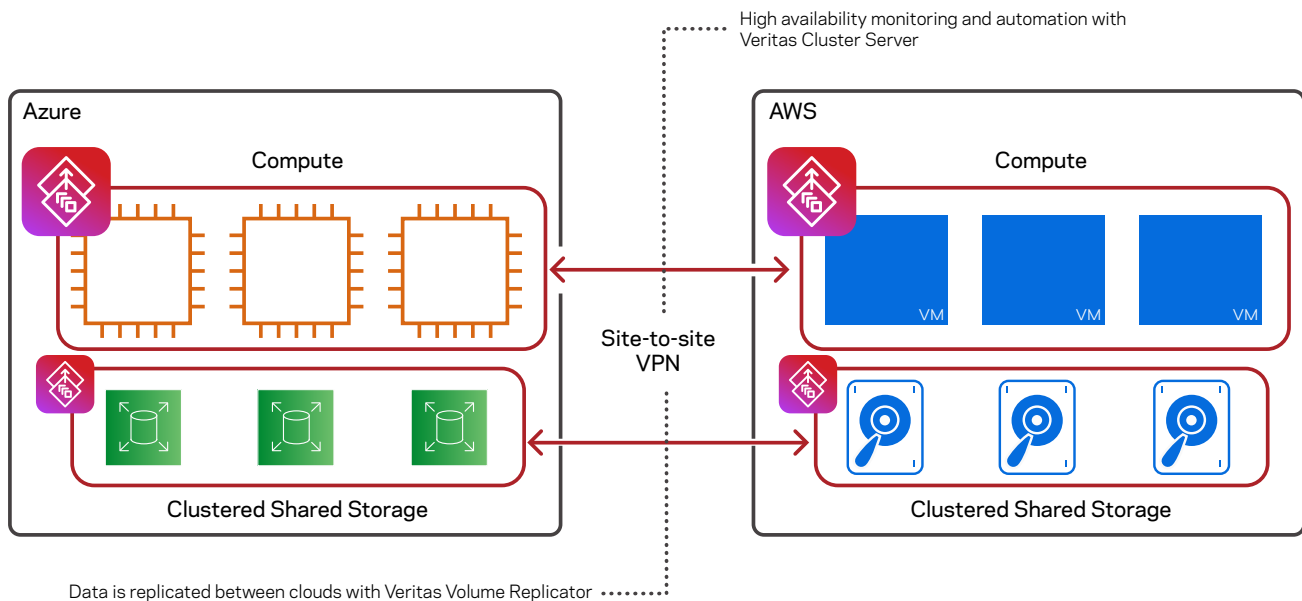 High availability monitoring and automation with
Veritas Cluster Server
Azure
Compute
AWS
Compute
VM
VM
VM
Site-to-site
VPN
Clustered Shared Storage
Clustered Shared Storage
Data is replicated between clouds with Veritas Volume Replicator